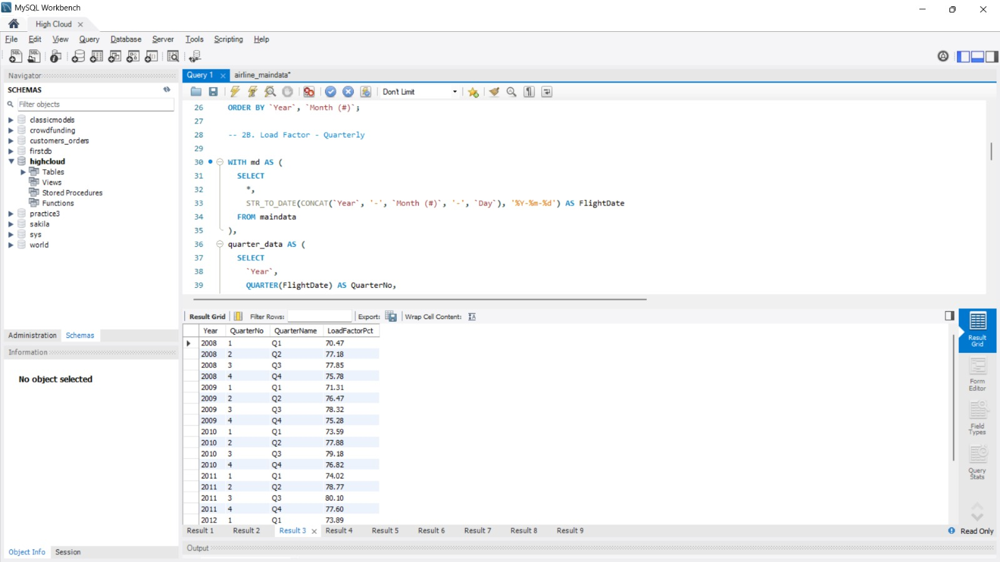 MySQL Workbench
High Cloud
File Edit View Query Database Server Tools Scripting Help
Navigator
SCHEMAS
Filter objects
classicmodels
crowdfunding
customers_orders
firstdb
highcloud
Tables
Views
Stored Procedures
Functions
practice3
sakila
sys
world
Administration Schemas
Information
No object selected
Object Info Session
Query 1 airline_maindata*
Don't Limit
26 ORDER BY `Year`, `Month (#)`;
27
28 -- 2B. Load Factor - Quarterly
29
30 WITH md AS (
31 SELECT
32 *,
33 STR_TO_DATE(CONCAT(`Year`, '-', `Month (#)`, '-', `Day`), '%Y-%m-%d') AS FlightDate
34 FROM maindata
35 ),
36 quarter_data AS (
37 SELECT
38 `Year`,
39 QUARTER(FlightDate) AS QuarterNo,
Result Grid Filter Rows: Export: Wrap Cell Content:
Year QuarterNo QuarterName LoadFactorPct
2008 1 Q1 70.47
2008 2 Q2 77.18
2008 3 Q3 77.85
2008 4 Q4 75.78
2009 1 Q1 71.31
2009 2 Q2 76.47
2009 3 Q3 78.32
2009 4 Q4 75.28
2010 1 Q1 73.59
2010 2 Q2 77.88
2010 3 Q3 79.18
2010 4 Q4 76.82
2011 1 Q1 74.02
2011 2 Q2 78.77
2011 3 Q3 80.10
2011 4 Q4 77.60
2012 1 Q1 73.89
Result 1 Result 2 Result 3 Result 4 Result 5 Result 6 Result 7 Result 8 Result 9
Result
Grid
Form
Editor
Field
Types
Query
Stats
Read Only
Output